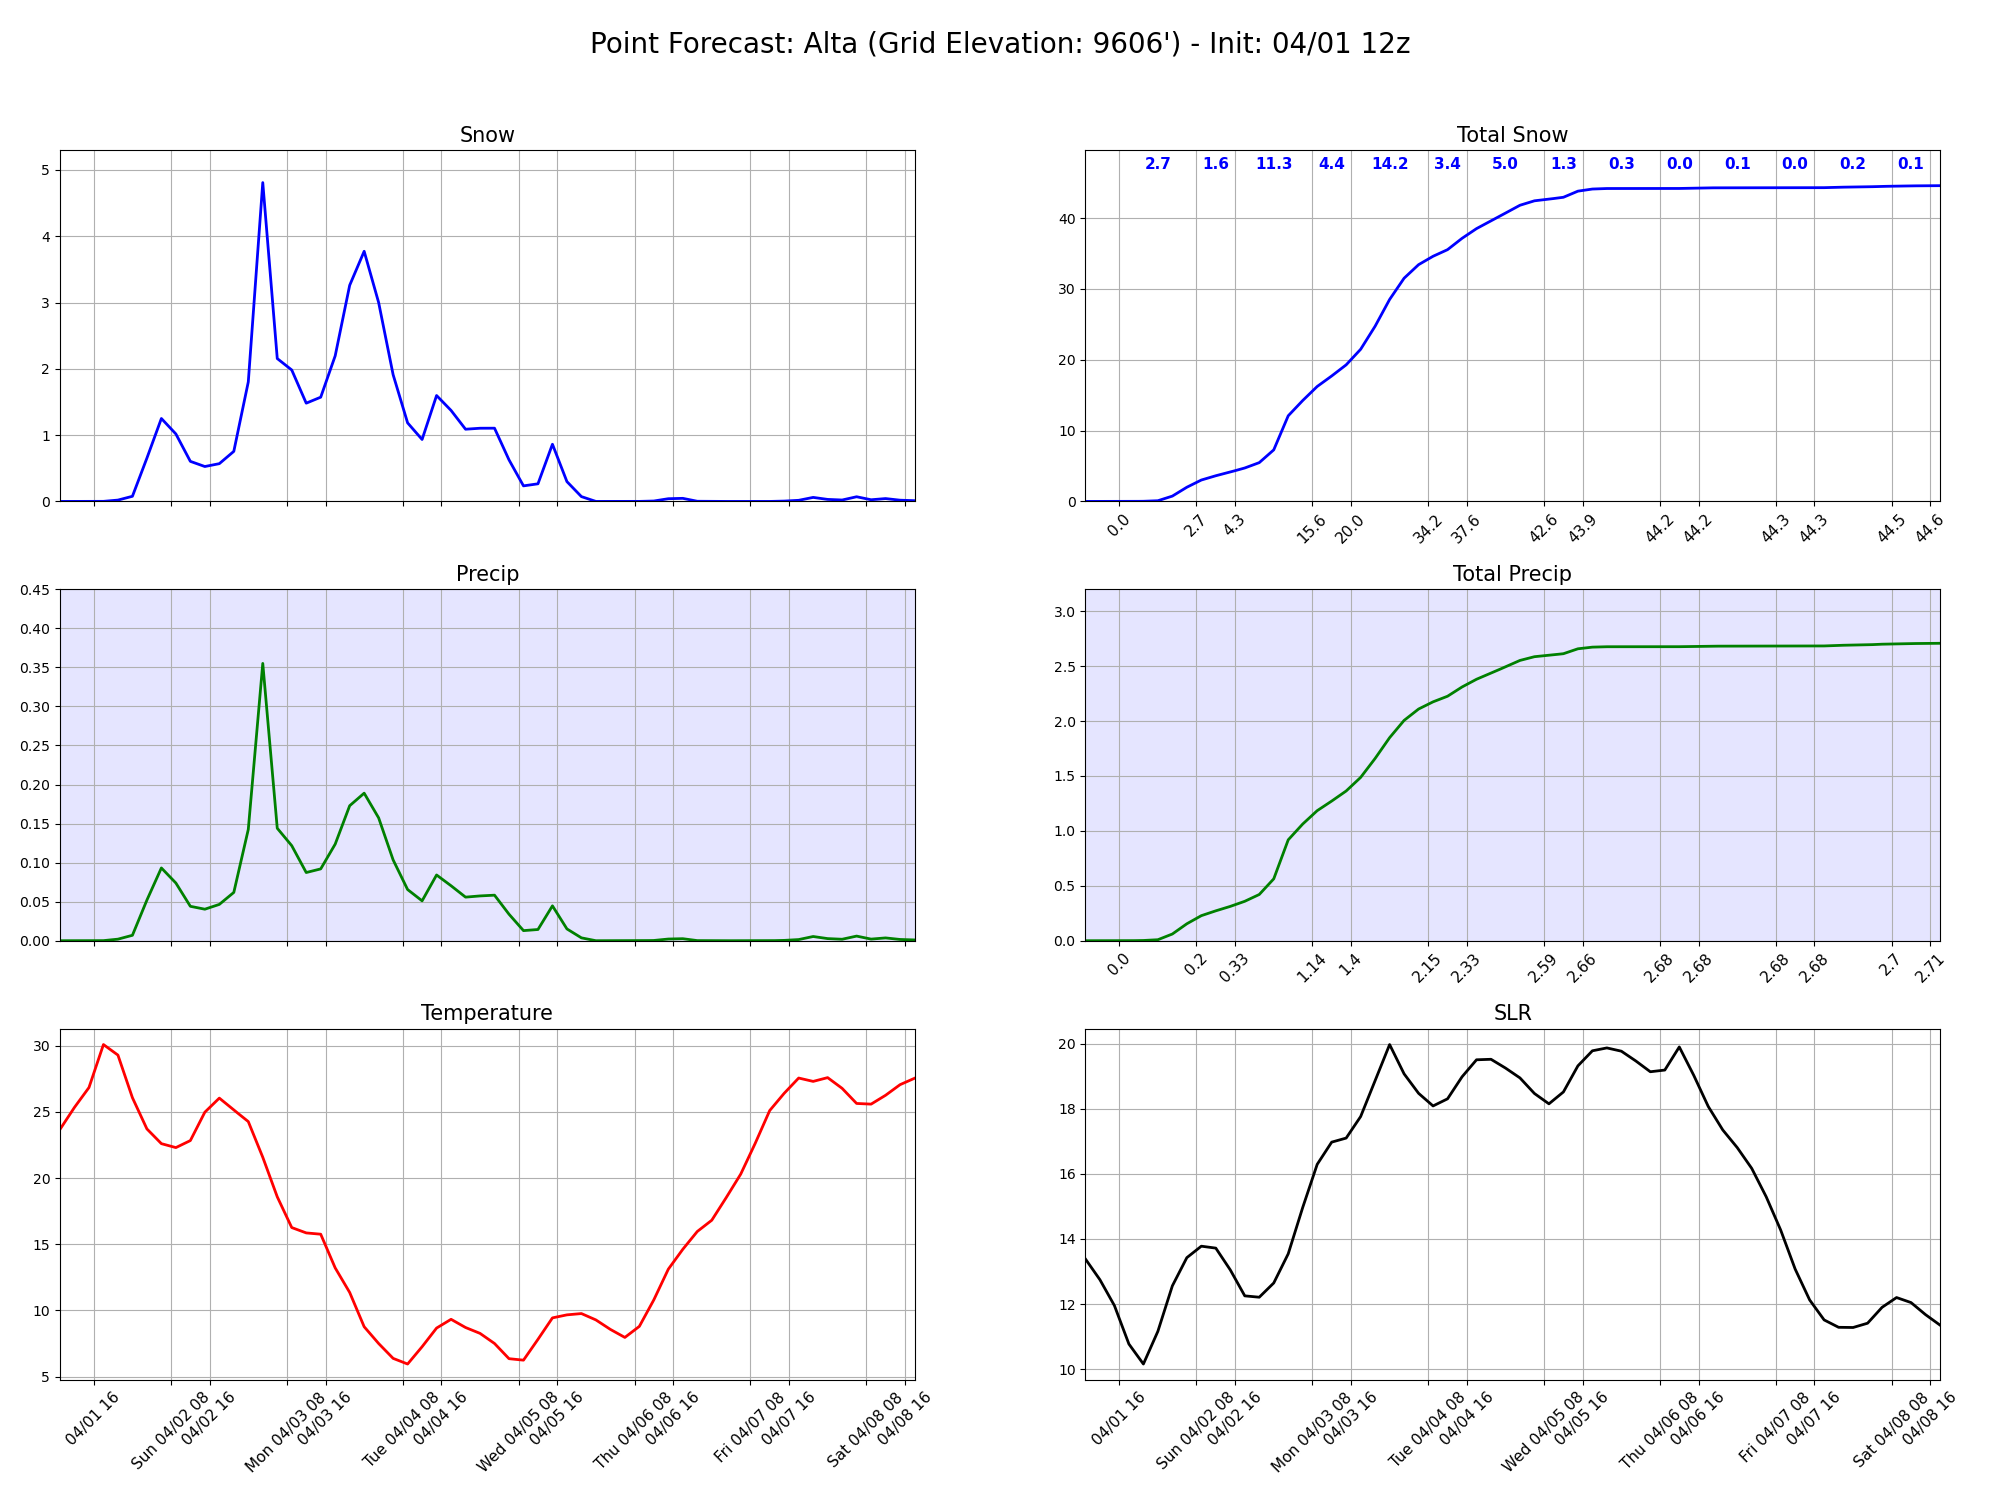 Point Forecast: Alta (Grid Elevation: 9606') - Init: 04/01 12z
Snow
5
4
3
2
1
0
Total Snow
2.7 1.6 11.3 4.4 14.2 3.4 5.0 1.3 0.3 0.0 0.1 0.0 0.2 0.1
40
30
20
10
0
0.0 2.7 4.3 15.6 20.0 34.2 37.6 42.6 43.9 44.2 44.2 44.3 44.3 44.5 44.6
Precip
0.45
0.40
0.35
0.30
0.25
0.20
0.15
0.10
0.05
0.00
Total Precip
3.0
2.5
2.0
1.5
1.0
0.5
0.0
0.0 0.2 0.33 1.14 1.4 2.15 2.33 2.59 2.66 2.68 2.68 2.68 2.68 2.7 2.71
Temperature
30
25
20
15
10
5
04/01 16
Sun 04/02 08
04/02 16
Mon 04/03 08
04/03 16
Tue 04/04 08
04/04 16
Wed 04/05 08
04/05 16
Thu 04/06 08
04/06 16
Fri 04/07 08
04/07 16
Sat 04/08 08
04/08 16
SLR
20
18
16
14
12
10
04/01 16
Sun 04/02 08
04/02 16
Mon 04/03 08
04/03 16
Tue 04/04 08
04/04 16
Wed 04/05 08
04/05 16
Thu 04/06 08
04/06 16
Fri 04/07 08
04/07 16
Sat 04/08 08
04/08 16